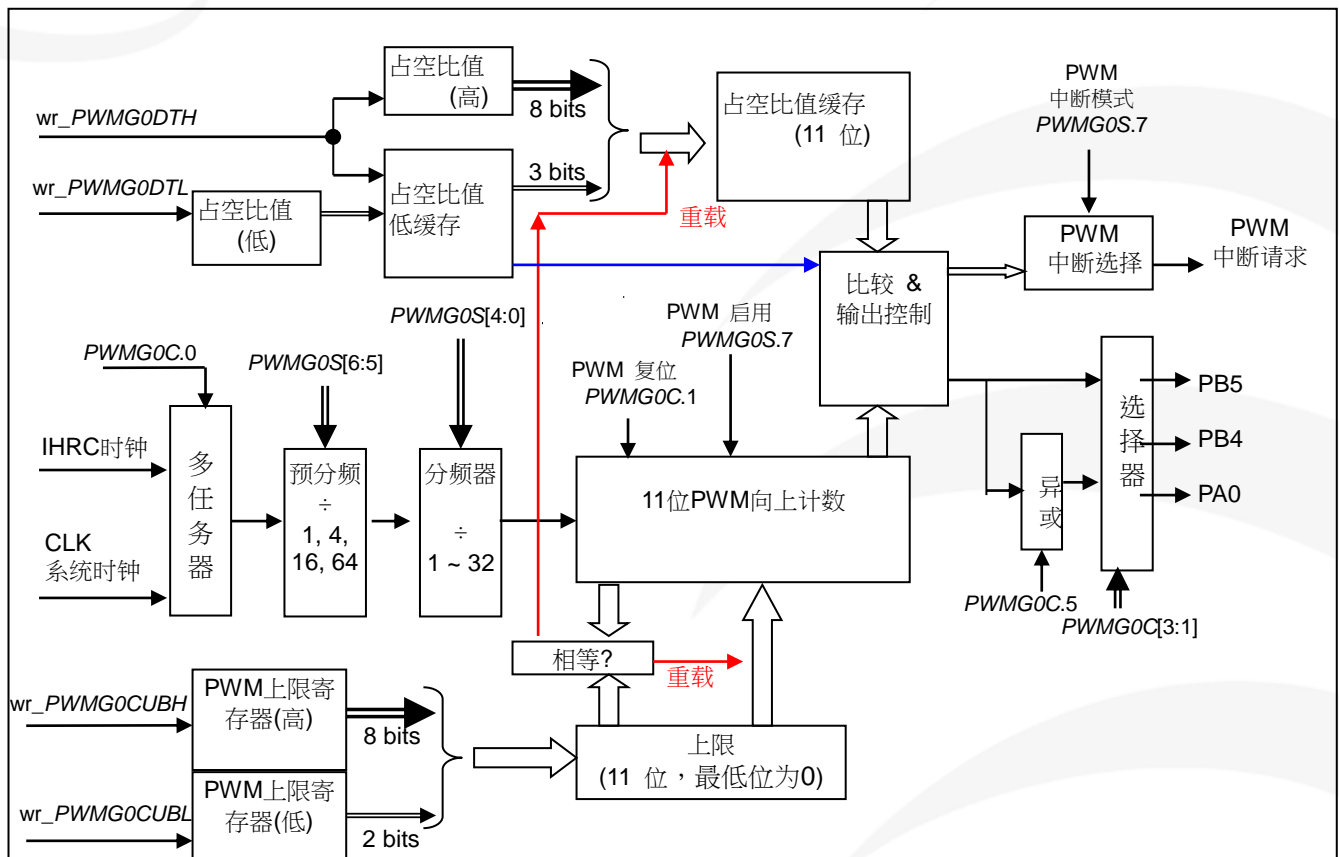 占空比值
(高)
8 bits
wr_PWMG0DTH
占空比值缓存
(11 位)
PWM
中断模式
PWMG0S.7
wr_PWMG0DTL
占空比值
(低)
占空比值
低缓存
3 bits
重载
PWM
中断选择
PWM
中断请求
比较 &
输出控制
PWMG0C.0
PWMG0S[6:5]
PWMG0S[4:0]
PWM 复位
PWMG0C.1
PWM 启用
PWMG0S.7
IHRC时钟
CLK
系统时钟
多
任
务
器
预分频
÷
1, 4,
16, 64
分频器
÷
1 ~ 32
11位PWM向上计数
异
或
选
择
器
PB5
PB4
PA0
PWMG0C.5
PWMG0C[3:1]
相等?
重载
wr_PWMG0CUBH
PWM上限寄
存器(高)
8 bits
上限
(11 位，最低位为0)
wr_PWMG0CUBL
PWM上限寄
存器(低)
2 bits